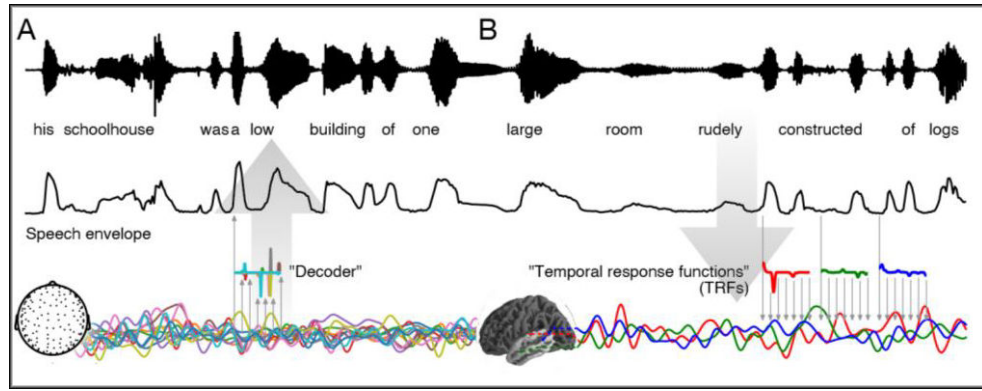 A B
his schoolhouse was a low building of one large room rudely constructed of logs
Speech envelope
"Decoder"
"Temporal response functions"
(TRFs)